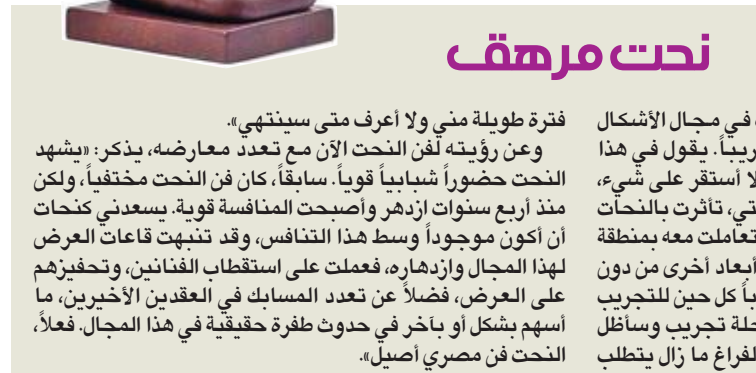 نحت مرهق
في مجال الأشكال
ريباً. يقول في هذا
لا أستقر على شيء،
تي، تأثرت بالنحات
تعاملت معه بمنطقة
أبعاد أخرى من دون
باً كل حين للتجريب
حلة تجريب وسأظل
لفراغ ما زال يتطلب
فترة طويلة مني ولا أعرف متى سينتهي».
وعن رؤيته لفن النحت الآن مع تعدد معارضه، يذكر: «يشهد
النحت حضوراً شبابياً قوياً. سابقاً، كان فن النحت مختفياً، ولكن
منذ أربع سنوات ازدهر وأصبحت المنافسة قوية. يسعدني كنحات
أن أكون موجوداً وسط هذا التنافس، وقد تنبهت قاعات العرض
لهذا المجال وازدهاره، فعملت على استقطاب الفنانين، وتحفيزهم
على العرض، فضلاً عن تعدد المسابك في العقدين الأخيرين، ما
أسهم بشكل أو بآخر في حدوث طفرة حقيقية في هذا المجال. فعلاً،
النحت فن مصري أصيل».